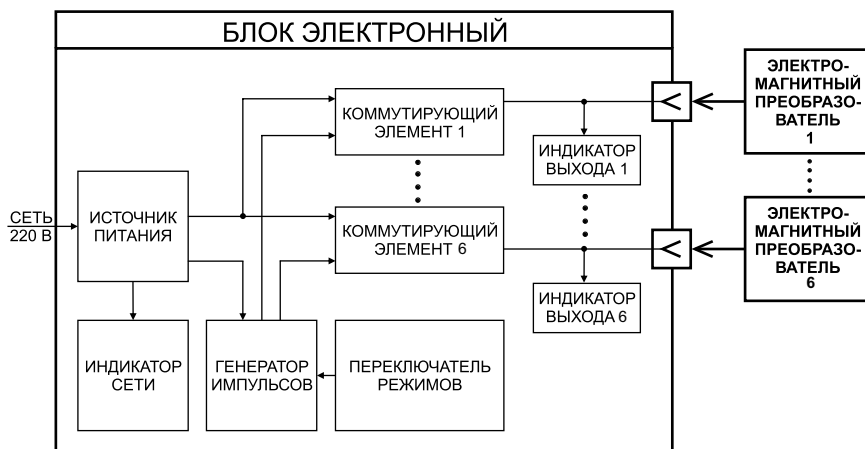 БЛОК ЭЛЕКТРОННЫЙ
КОММУТИРУЮЩИЙ
ЭЛЕМЕНТ 1
ЭЛЕКТРО-
МАГНИТНЫЙ
ПРЕОБРАЗО-
ВАТЕЛЬ
1
ИНДИКАТОР
ВЫХОДА 1
СЕТЬ
220 В
ИСТОЧНИК
ПИТАНИЯ
КОММУТИРУЮЩИЙ
ЭЛЕМЕНТ 6
ЭЛЕКТРО-
МАГНИТНЫЙ
ПРЕОБРАЗО-
ВАТЕЛЬ
6
ИНДИКАТОР
ВЫХОДА 6
ИНДИКАТОР
СЕТИ
ГЕНЕРАТОР
ИМПУЛЬСОВ
ПЕРЕКЛЮЧАТЕЛЬ
РЕЖИМОВ